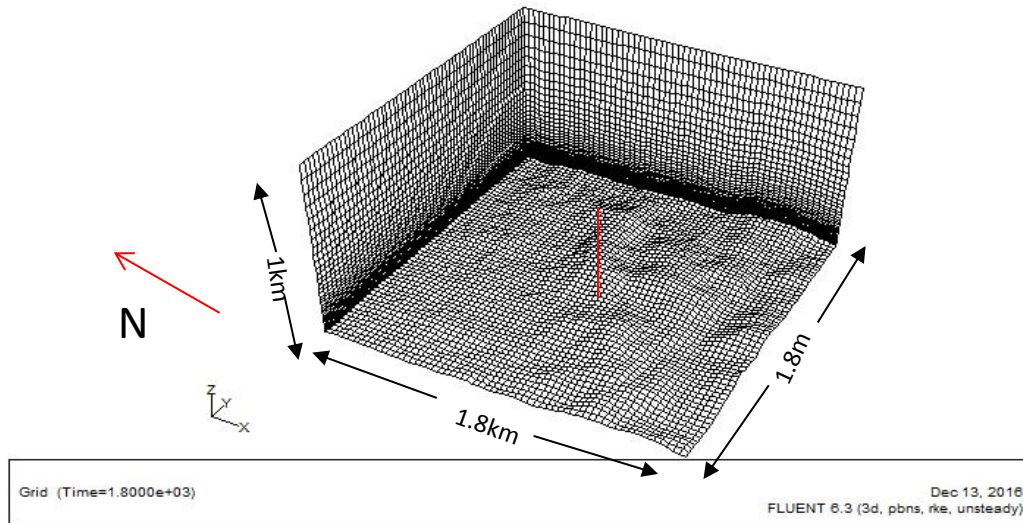 1km
N
1.8m
1.8km
Z
Y
X
Grid (Time=1.8000e+03)
Dec 13, 2016
FLUENT 6.3 (3d, pbns, rke, unsteady)